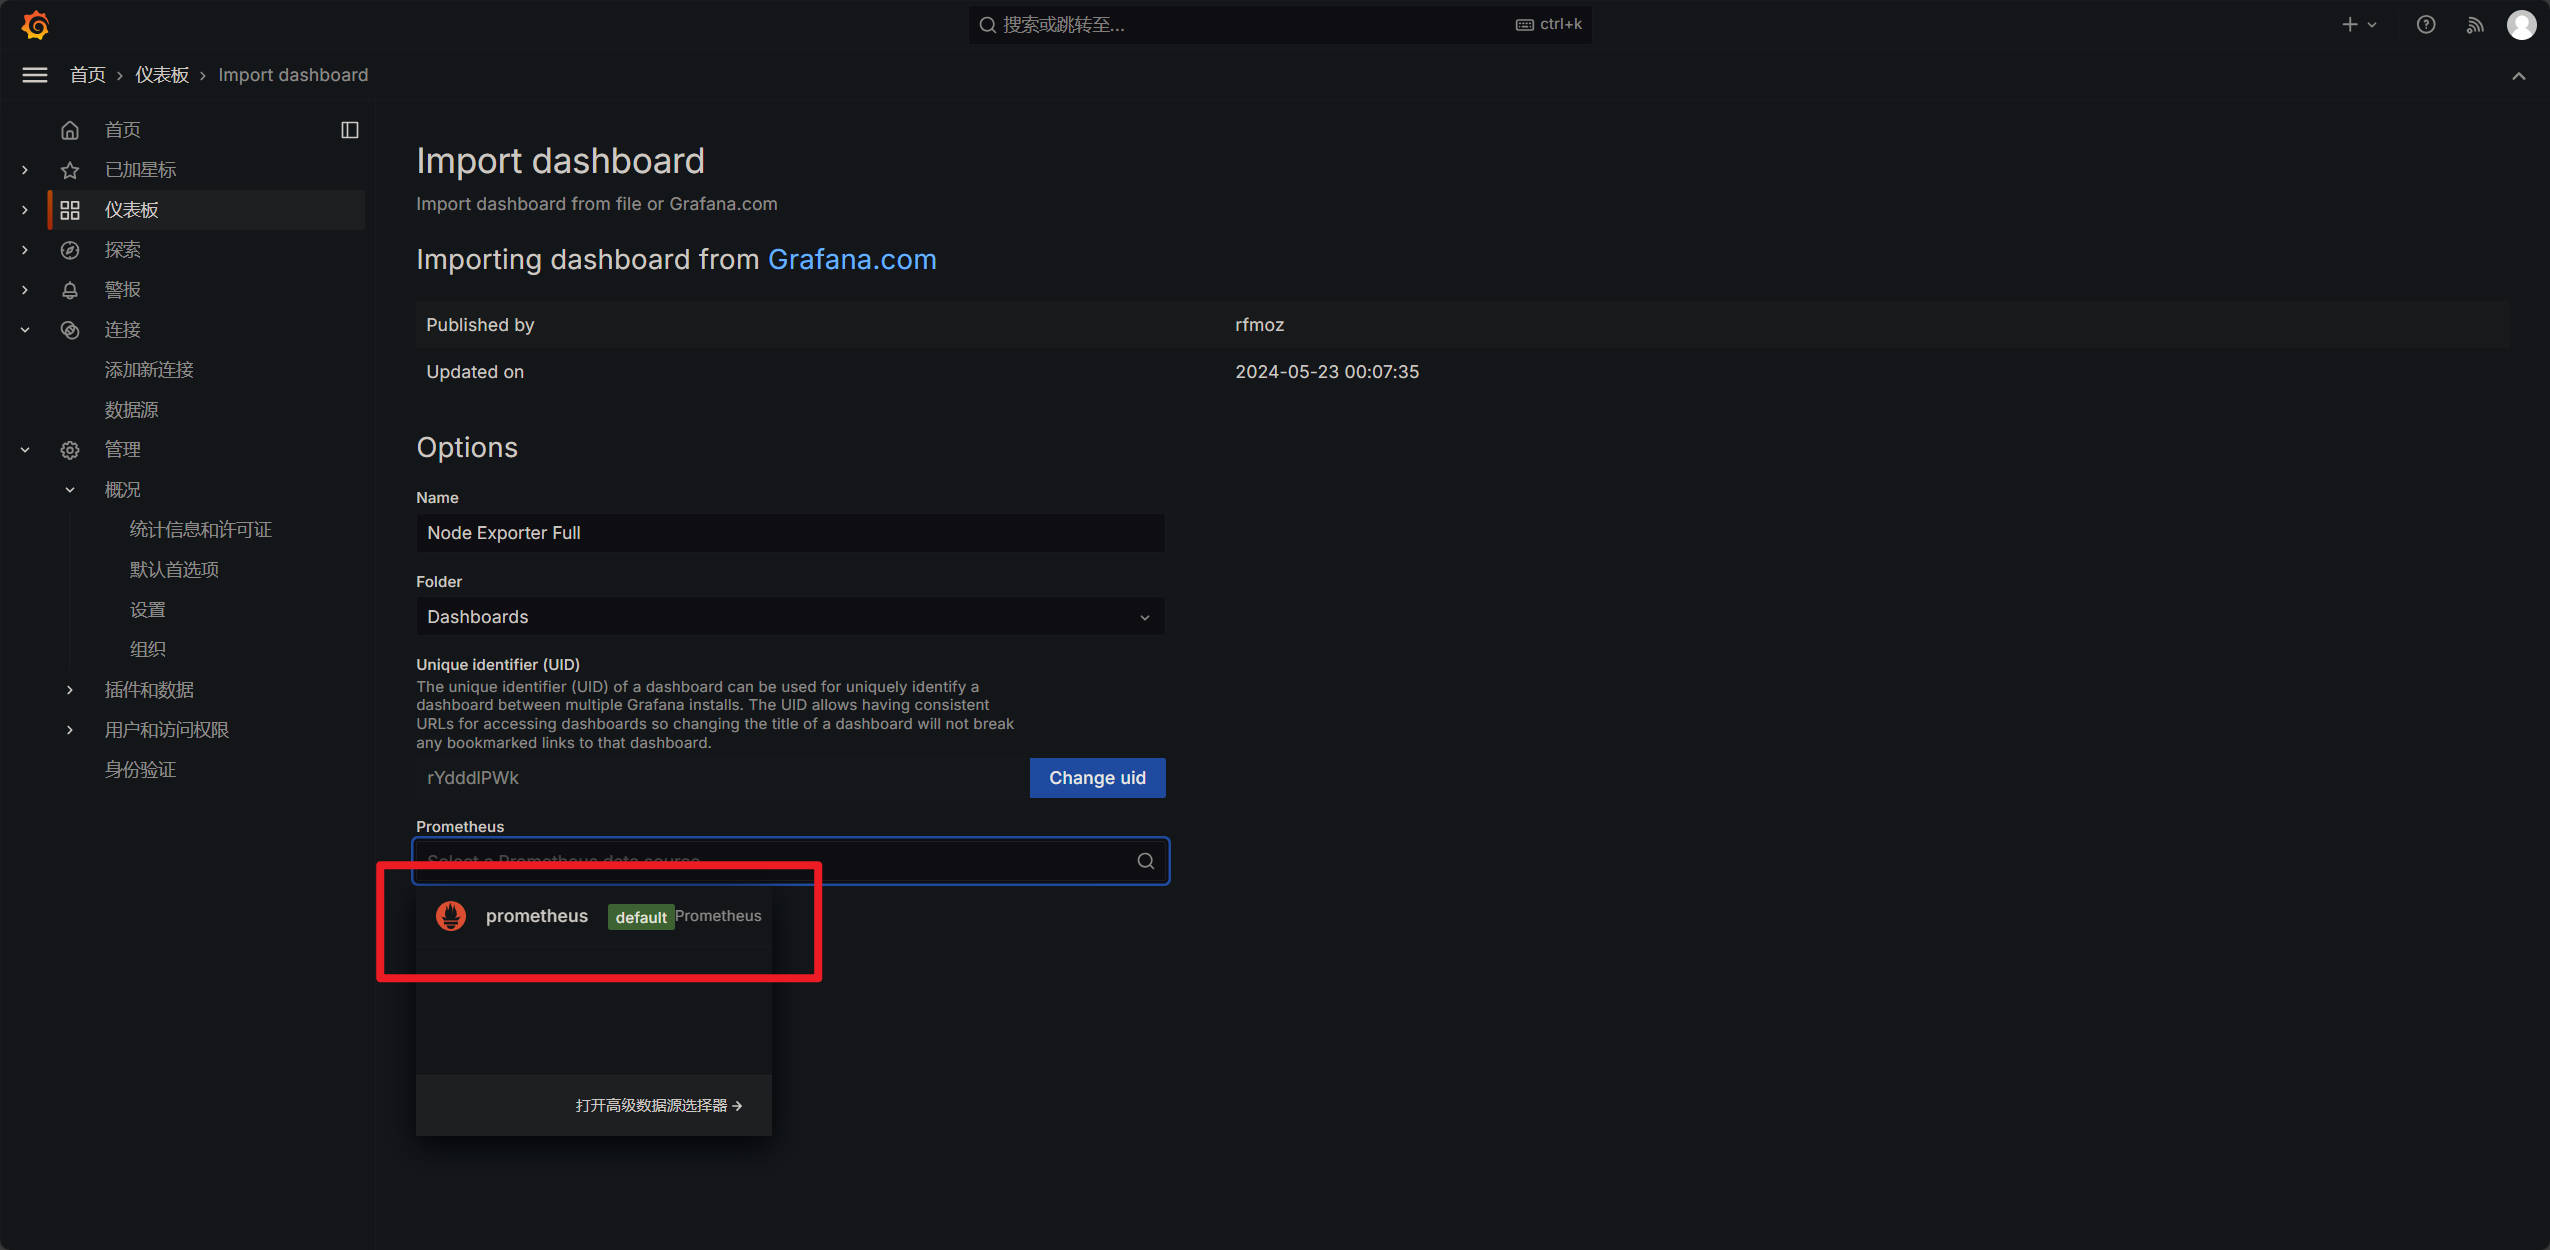 搜索或跳转至...
ctrl+k
首页 › 仪表板 › Import dashboard
首页
已加星标
仪表板
探索
警报
连接
添加新连接
数据源
管理
概况
统计信息和许可证
默认首选项
设置
组织
插件和数据
用户和访问权限
身份验证
Import dashboard
Import dashboard from file or Grafana.com
Importing dashboard from Grafana.com
Published by rfmoz
Updated on 2024-05-23 00:07:35
Options
Name
Node Exporter Full
Folder
Dashboards
Unique identifier (UID)
The unique identifier (UID) of a dashboard can be used for uniquely identify a
dashboard between multiple Grafana installs. The UID allows having consistent
URLs for accessing dashboards so changing the title of a dashboard will not break
any bookmarked links to that dashboard.
rYdddlPWk
Change uid
Prometheus
Select a Prometheus data source
prometheus default Prometheus
打开高级数据源选择器